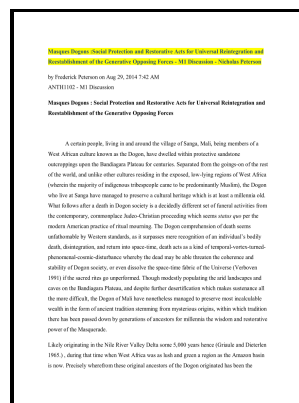 Masques Dogons :Social Protection and Restorative Acts for Universal Reintegration and
Reestablishment of the Generative Opposing Forces - M1 Discussion - Nicholas Peterson
by Frederick Peterson on Aug 29, 2014 7:42 AM
ANTH1102 - M1 Discussion
Masques Dogons : Social Protection and Restorative Acts for Universal Reintegration and
Reestablishment of the Generative Opposing Forces
A certain people, living in and around the village of Sanga, Mali, being members of a
West African culture known as the Dogon, have dwelled within protective sandstone
outcroppings upon the Bandiagara Plateau for centuries. Separated from the goings-on of the rest
of the world, and unlike other cultures residing in the exposed, low-lying regions of West Africa
(wherein the majority of indigenous tribespeople came to be predominantly Muslim), the Dogon
who live at Sanga have managed to preserve a cultural heritage which is at least a millennia old.
What follows after a death in Dogon society is a decidedly different set of funeral activities from
the contemporary, commonplace Judeo-Christian proceeding which seems status quo per the
modern American practice of ritual mourning. The Dogon comprehension of death seems
unfathomable by Western standards, as it surpasses mere recognition of an individual's bodily
death, disintegration, and return into space-time, death acts as a kind of temporal-vortex-turned-
phenomenal-cosmic-disturbance whereby the dead may be able threaten the coherence and
stability of Dogon society, or even dissolve the space-time fabric of the Universe (Verboven
1991) if the sacred rites go unperformed. Though modestly populating the arid landscapes and
caves on the Bandiagara Plateau, and despite further desertification which makes sustenance all
the more difficult, the Dogon of Mali have nonetheless managed to preserve most incalculable
wealth in the form of ancient tradition stemming from mysterious origins, within which tradition
there has been passed down by generations of ancestors for millennia the wisdom and restorative
power of the Masquerade.
Likely originating in the Nile River Valley Delta some 5,000 years hence (Griaule and Dieterlen
1965.) , during that time when West Africa was as lush and green a region as the Amazon basin
is now. Precisely wherefrom these original ancestors of the Dogon originated has been the